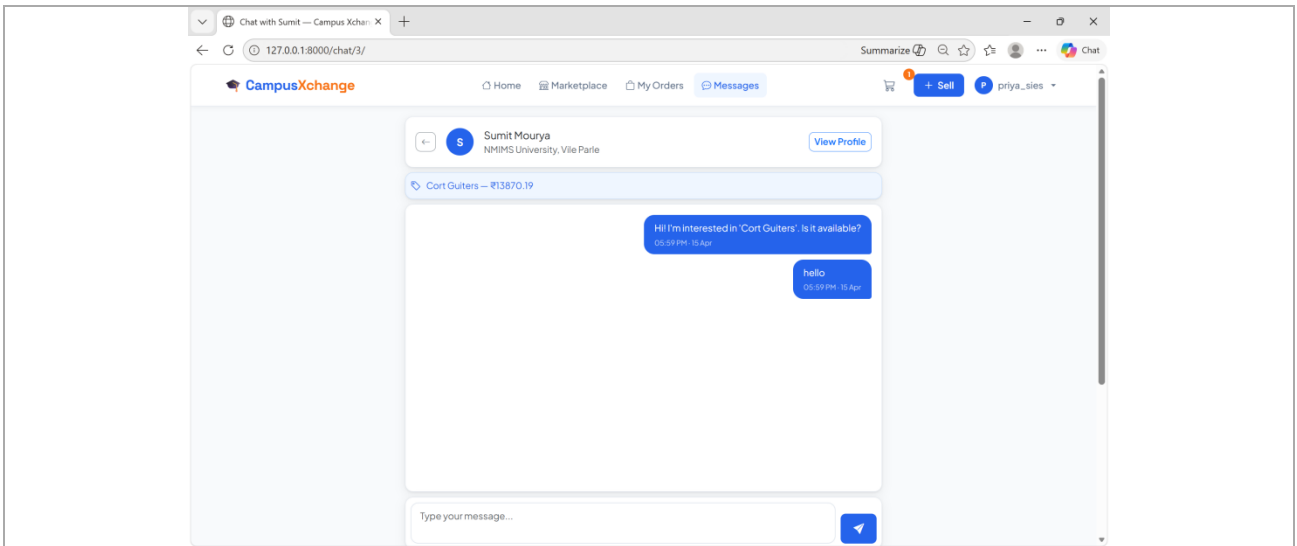 Chat with Sumit — Campus Xchan
127.0.0.1:8000/chat/3/
Summarize
Chat
CampusXchange
Home
Marketplace
My Orders
Messages
1
+ Sell
P
priya_sies
S
Sumit Mourya
NMIMS University, Vile Parle
View Profile
Cort Guiters — ₹13870.19
Hi! I'm interested in 'Cort Guiters'. Is it available?
05:59 PM · 15 Apr
hello
05:59 PM · 15 Apr
Type your message...